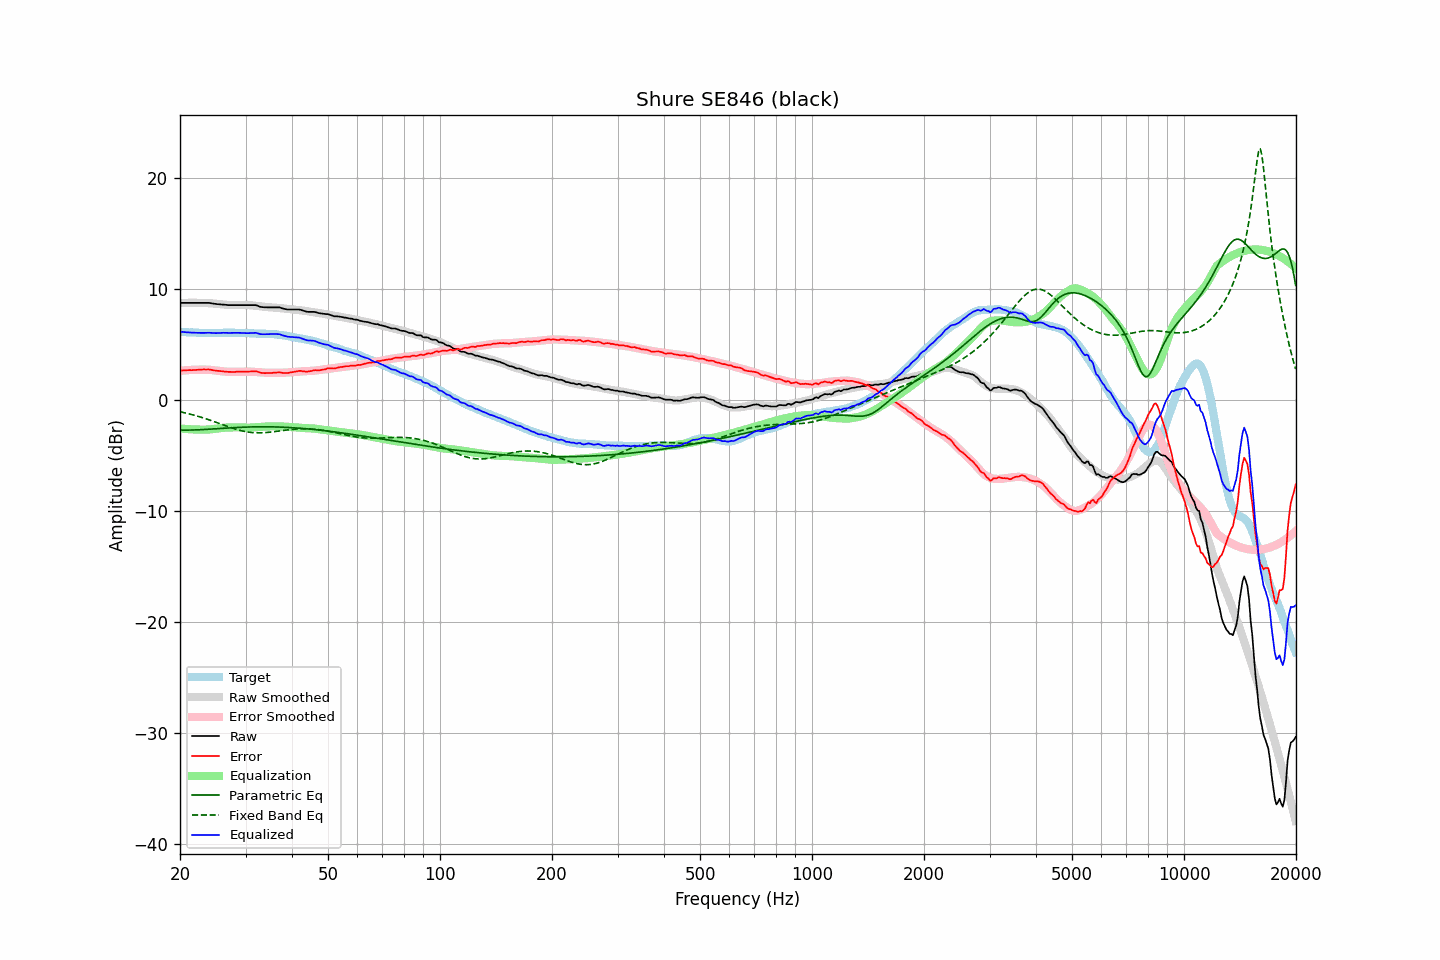 Shure SE846 (black)
Amplitude (dBr)
20
10
0
−10
−20
−30
−40
Target
Raw Smoothed
Error Smoothed
Raw
Error
Equalization
Parametric Eq
Fixed Band Eq
Equalized
20 50 100 200 500 1000 2000 5000 10000 20000
Frequency (Hz)